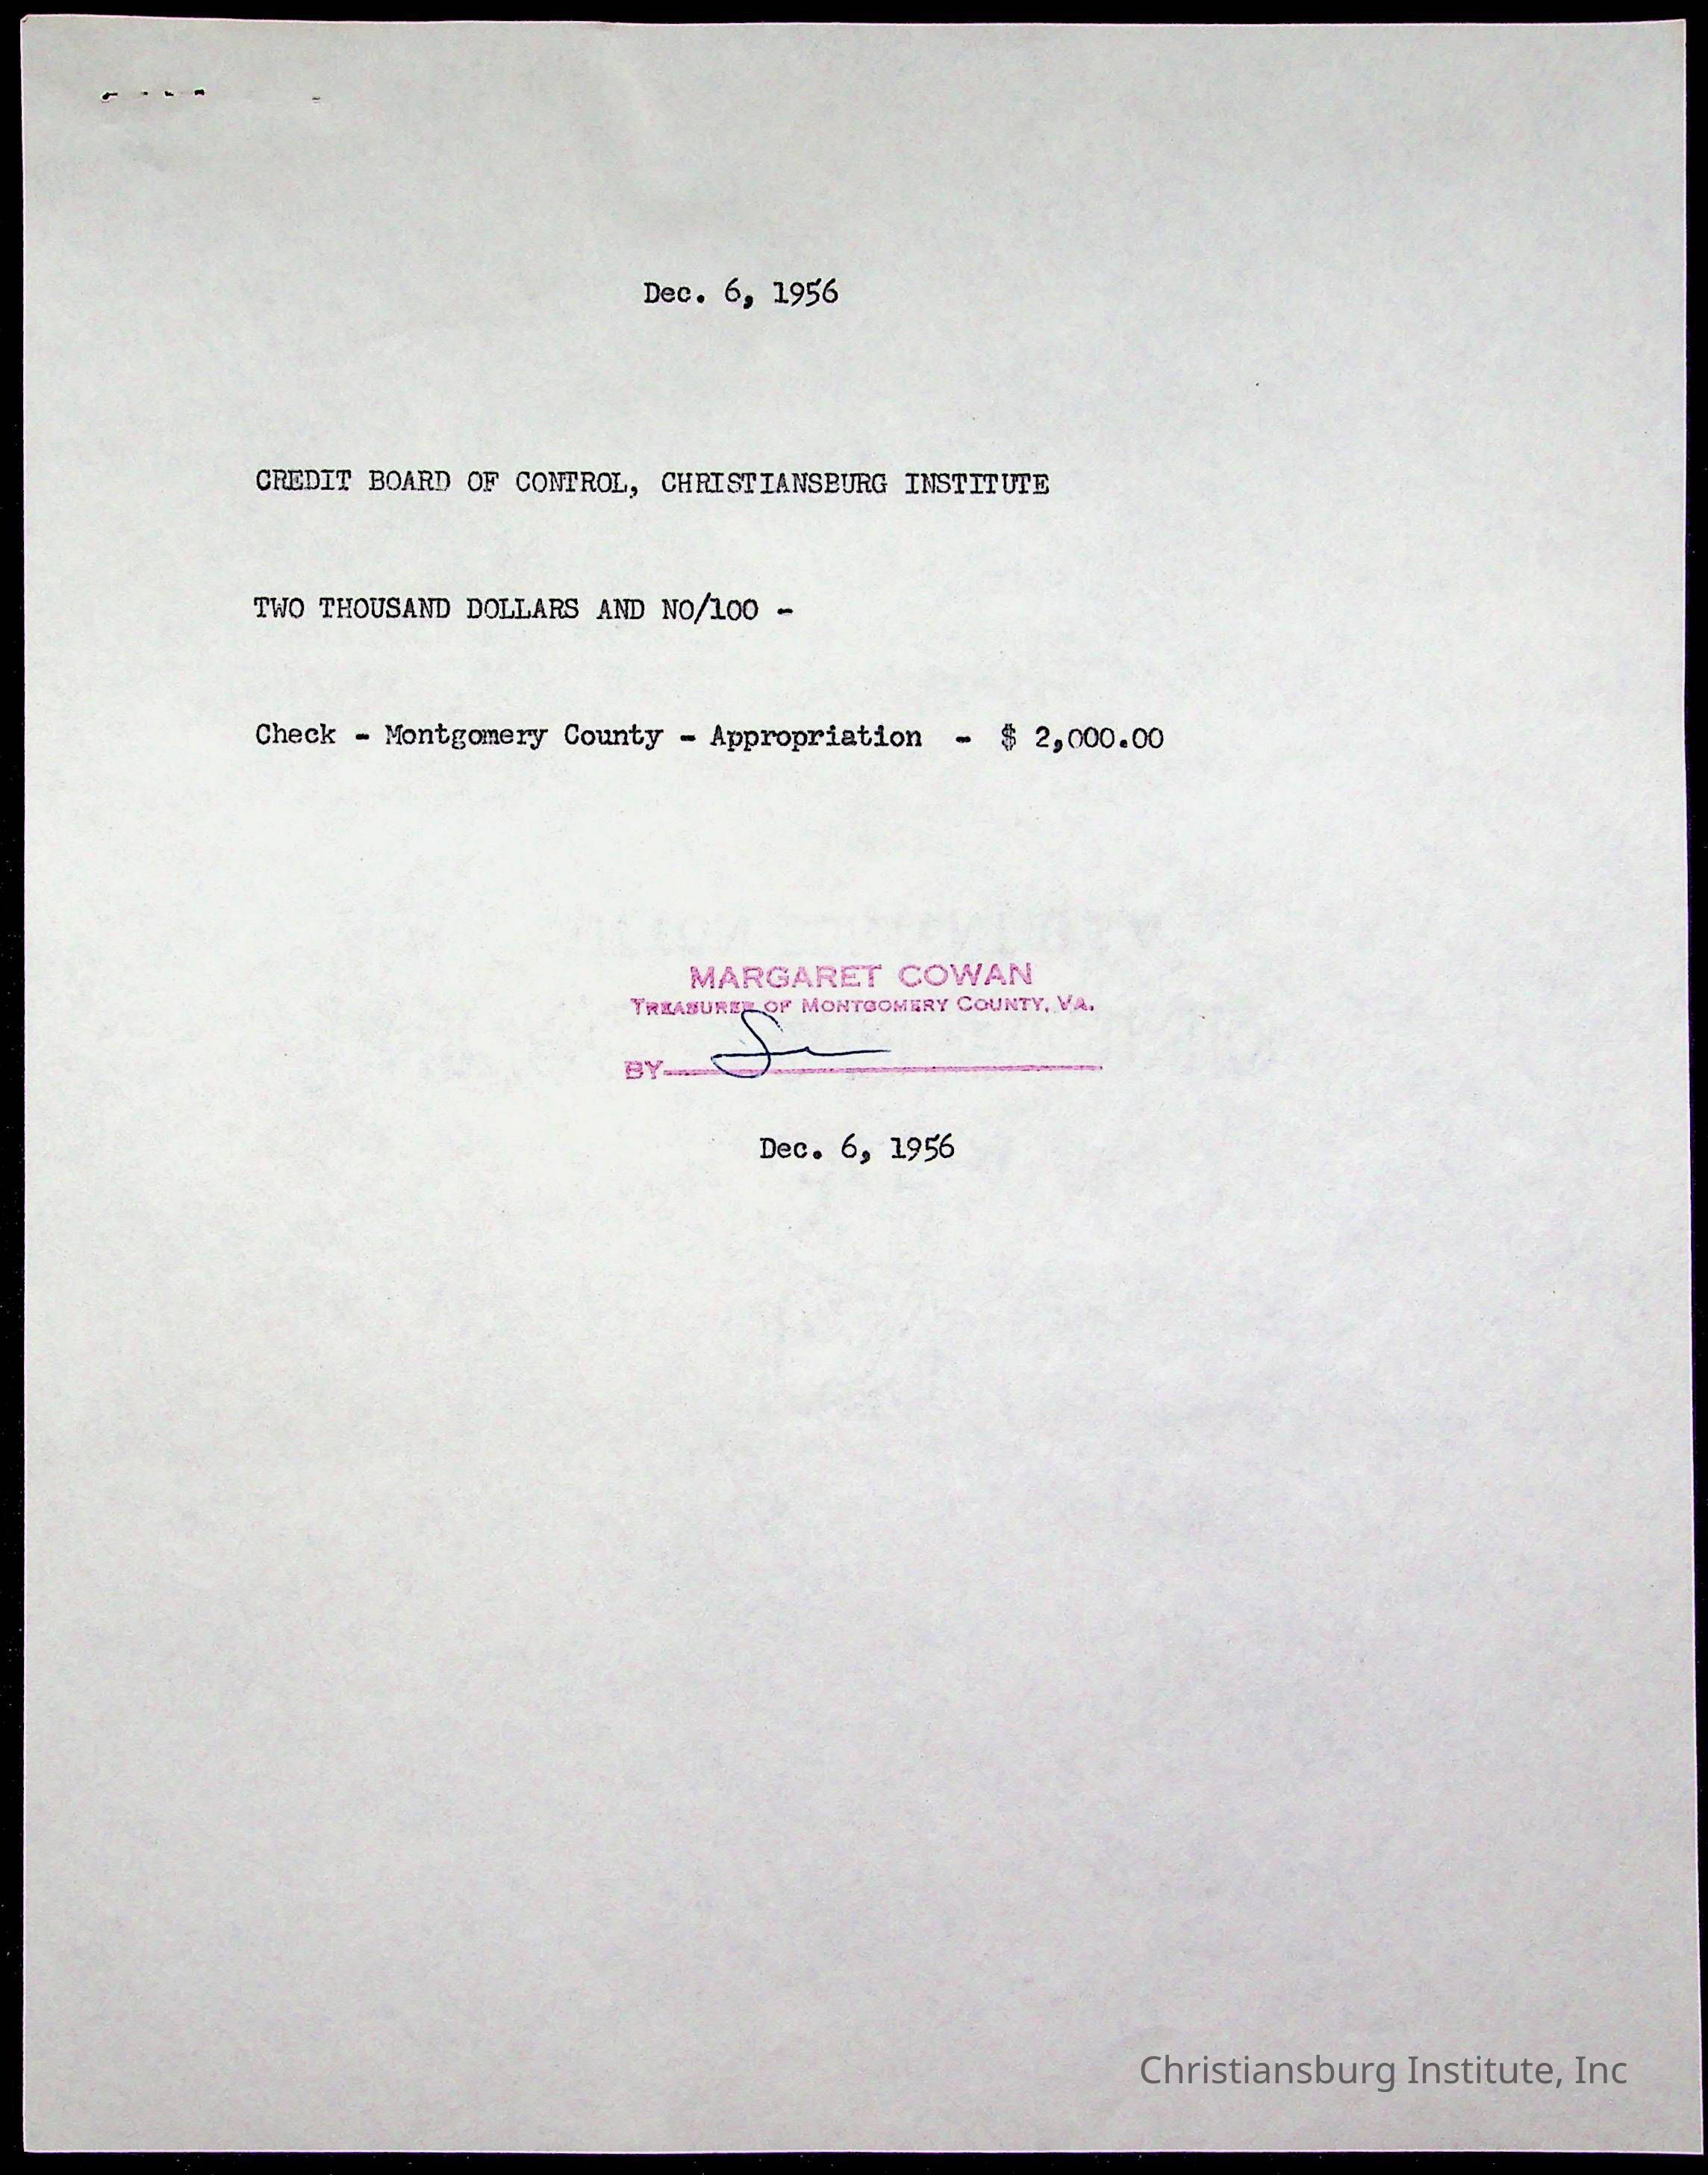 Dec. 6, 1956
CREDIT BOARD OF CONTROL, CHRISTIANSBURG INSTITUTE
TWO THOUSAND DOLLARS AND NO/100 -
Check - Montgomery County - Appropriation - $ 2,000.00
MARGARET COWAN
TREASURER OF MONTGOMERY COUNTY, VA.
BY
Dec. 6, 1956
Christiansburg Institute, Inc